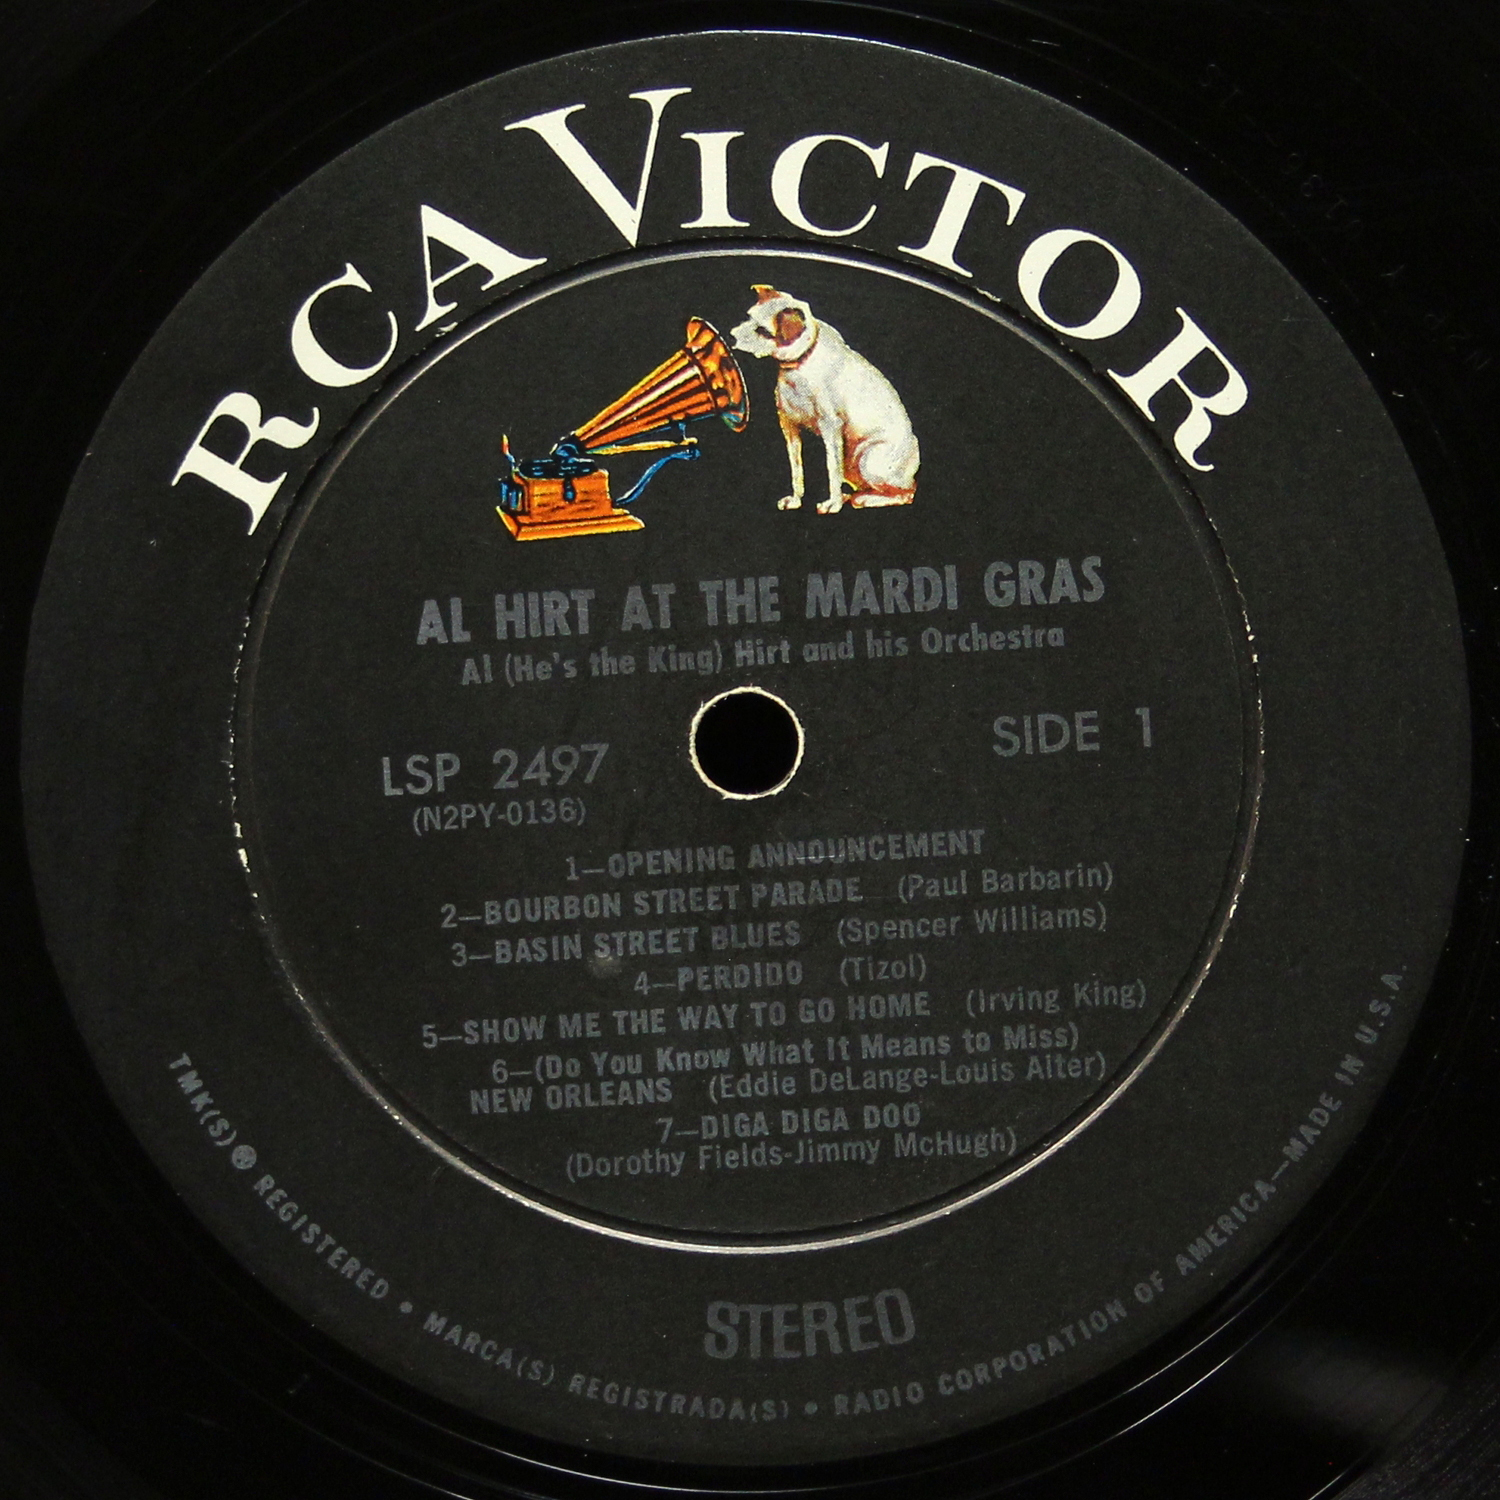 RCA VICTOR
AL HIRT AT THE MARDI GRAS
Al (He's the King) Hirt and his Orchestra
LSP 2497
(N2PY-0136)
SIDE 1
1—OPENING ANNOUNCEMENT
2—BOURBON STREET PARADE (Paul Barbarin)
3—BASIN STREET BLUES (Spencer Williams)
4—PERDIDO (Tizol)
5—SHOW ME THE WAY TO GO HOME (Irving King)
6—(Do You Know What It Means to Miss)
NEW ORLEANS (Eddie DeLange-Louis Alter)
7—DIGA DIGA DOO
(Dorothy Fields-Jimmy McHugh)
STEREO
TMK(S) ® REGISTERED • MARCA(S) REGISTRADA(S) • RADIO CORPORATION OF AMERICA—MADE IN U.S.A.